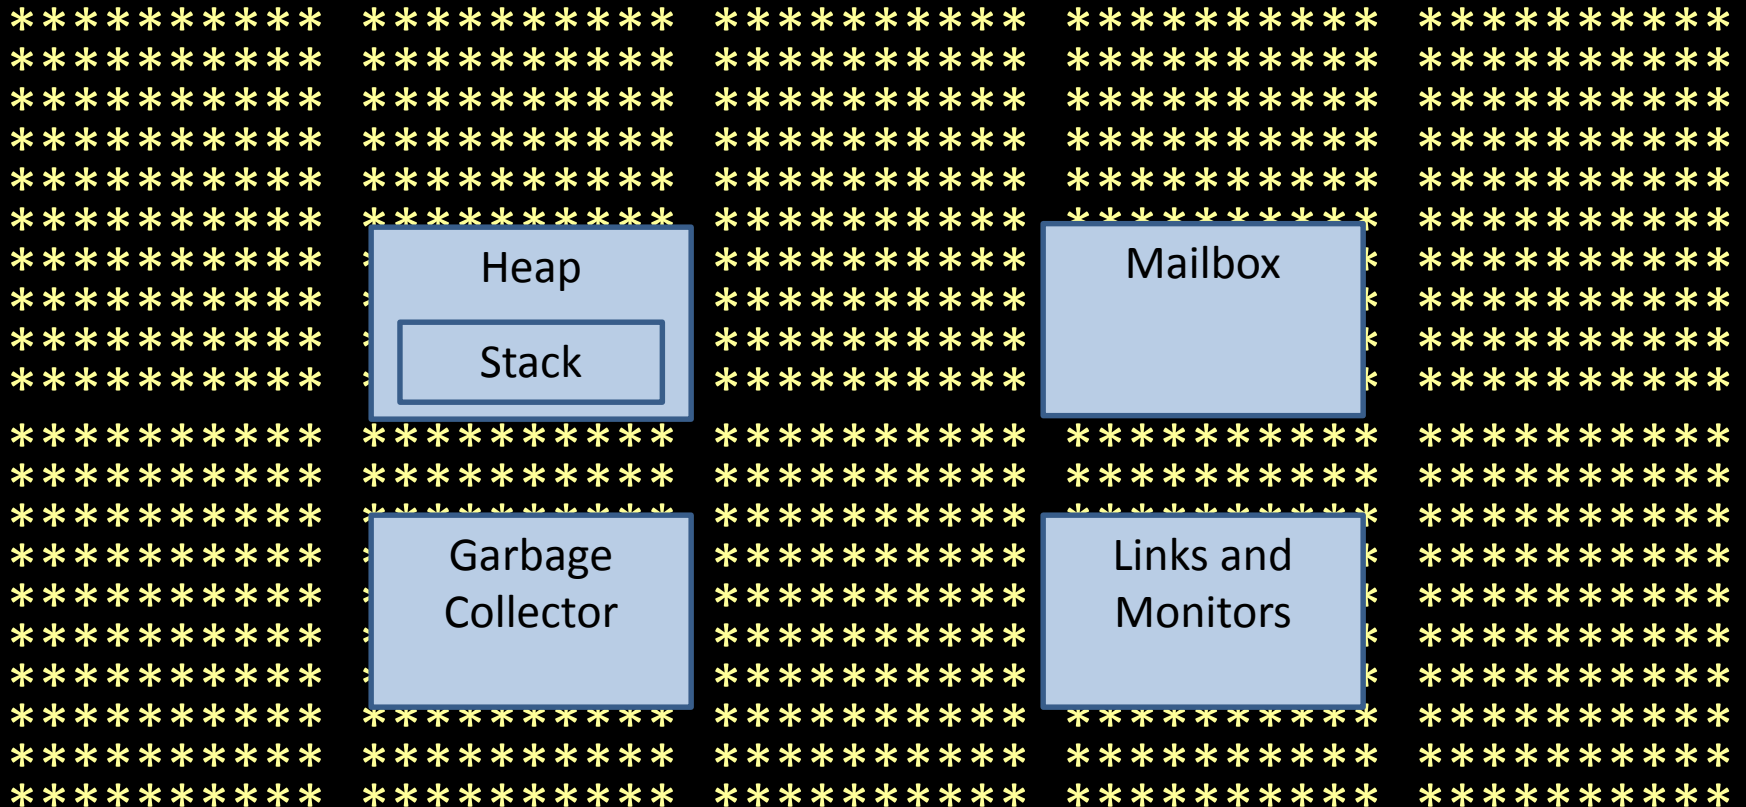 Heap
Stack
Mailbox
Garbage
Collector
Links and
Monitors